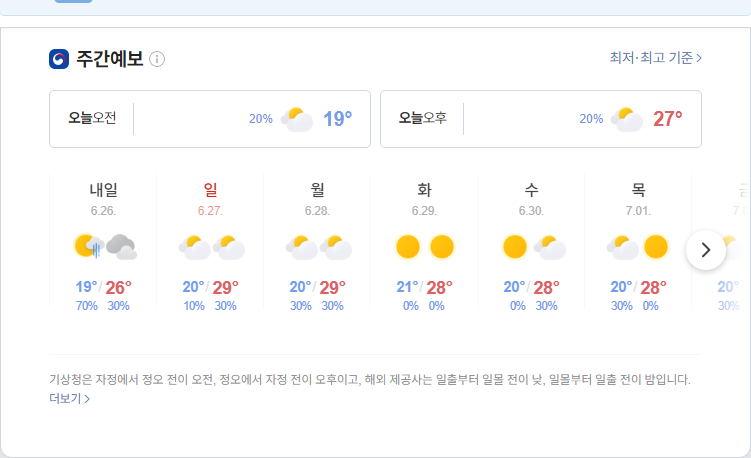 주간예보
최저·최고 기준
오늘오전 20% 19°
오늘오후 20% 27°
내일 일 월 화 수 목 금
6.26. 6.27. 6.28. 6.29. 6.30. 7.01.
19°/26° 20°/29° 20°/29° 21°/28° 20°/28° 20°/28° 20°
70% 30% 10% 30% 30% 30% 0% 0% 0% 30% 30% 0% 30%
기상청은 자정에서 정오 전이 오전, 정오에서 자정 전이 오후이고, 해외 제공사는 일출부터 일몰 전이 낮, 일몰부터 일출 전이 밤입니다.
더보기